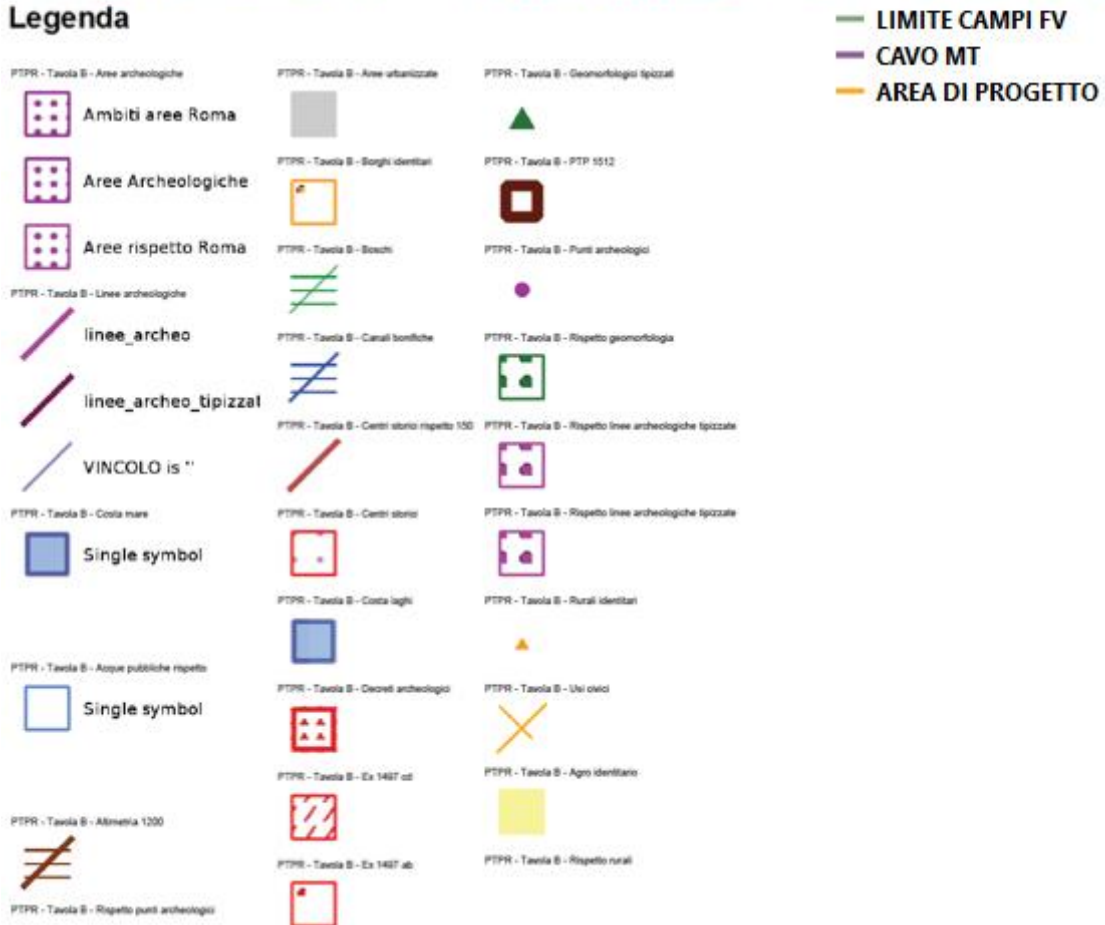 Legenda
PTPR - Tavola B - Aree archeologiche
Ambiti aree Roma
Aree Archeologiche
Aree rispetto Roma
PTPR - Tavola B - Linee archeologiche
linee_archeo
linee_archeo_tipizzat
VINCOLO is ''
PTPR - Tavola B - Costa mare
Single symbol
PTPR - Tavola B - Acque pubbliche rispetto
Single symbol
PTPR - Tavola B - Altimetria 1200
PTPR - Tavola B - Rispetto punti archeologici
PTPR - Tavola B - Aree urbanizzate
PTPR - Tavola B - Borghi identitari
PTPR - Tavola B - Boschi
PTPR - Tavola B - Canali bonifiche
PTPR - Tavola B - Centri storici rispetto 150
PTPR - Tavola B - Centri storici
PTPR - Tavola B - Costa laghi
PTPR - Tavola B - Decreti archeologici
PTPR - Tavola B - Ex 1497 cd
PTPR - Tavola B - Ex 1497 ab
PTPR - Tavola B - Geomorfologici tipizzati
PTPR - Tavola B - PTP 1512
PTPR - Tavola B - Punti archeologici
PTPR - Tavola B - Rispetto geomorfologia
PTPR - Tavola B - Rispetto linee archeologiche tipizzate
PTPR - Tavola B - Rispetto linee archeologiche tipizzate
PTPR - Tavola B - Rurali identitari
PTPR - Tavola B - Usi civici
PTPR - Tavola B - Agro identitario
PTPR - Tavola B - Rispetto rurali
LIMITE CAMPI FV
CAVO MT
AREA DI PROGETTO